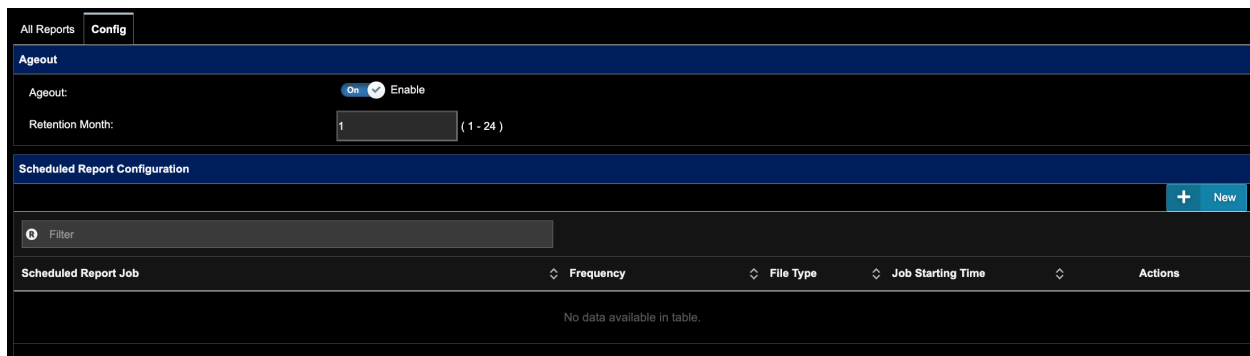 All Reports Config
Ageout
Ageout: On Enable
Retention Month: 1 ( 1 - 24 )
Scheduled Report Configuration
+ New
R Filter
Scheduled Report Job Frequency File Type Job Starting Time Actions
No data available in table.